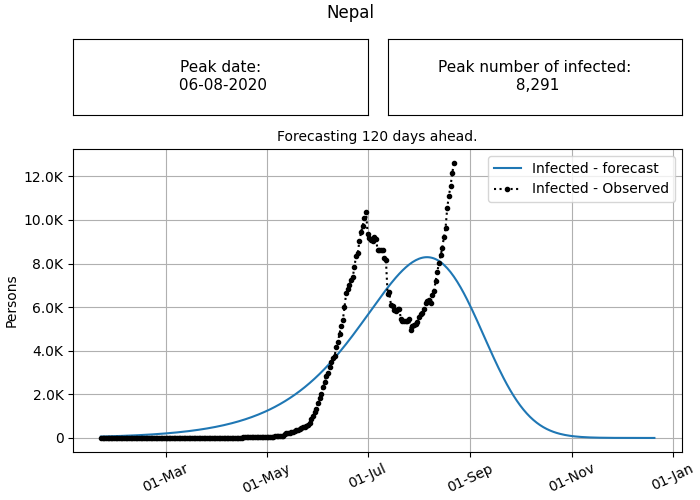 Nepal
Peak date:
06-08-2020
Peak number of infected:
8,291
Forecasting 120 days ahead.
Infected - forecast
Infected - Observed
12.0K
10.0K
8.0K
6.0K
4.0K
2.0K
0
Persons
01-Mar
01-May
01-Jul
01-Sep
01-Nov
01-Jan